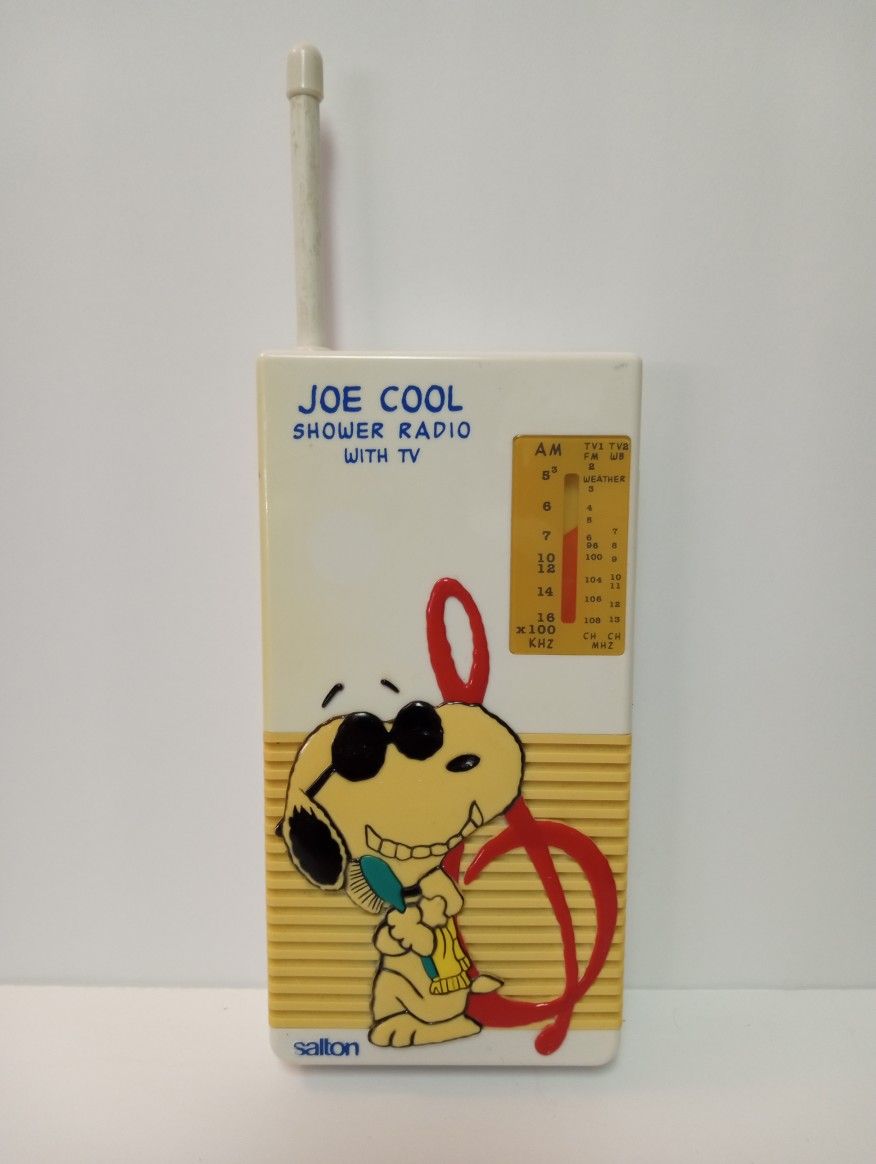 JOE COOL
SHOWER RADIO
WITH TV
AM TV1 TV2
FM WB
2
5³ WEATHER
3
6 4
5
7 7
6
96 8
10 100 9
12
104 10
11
14
106
12
16 108 13
x100 CH CH
KHZ MHZ
salton